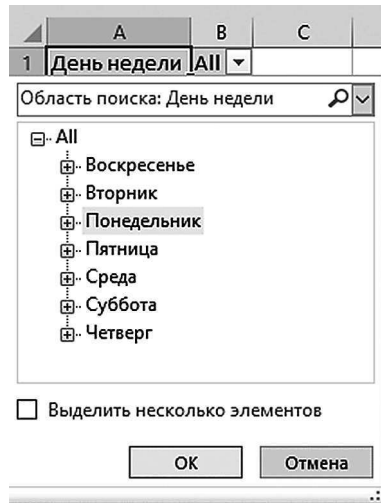 A B C
1 День недели All
Область поиска: День недели
All
Воскресенье
Вторник
Понедельник
Пятница
Среда
Суббота
Четверг
Выделить несколько элементов
ОК Отмена